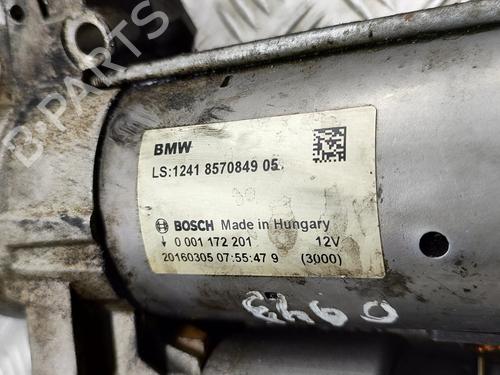 B-PARTS
BMW
LS:1241 8570849 05
BOSCH Made in Hungary
0 001 172 201 12V
20160305 07:55:47 9 (3000)